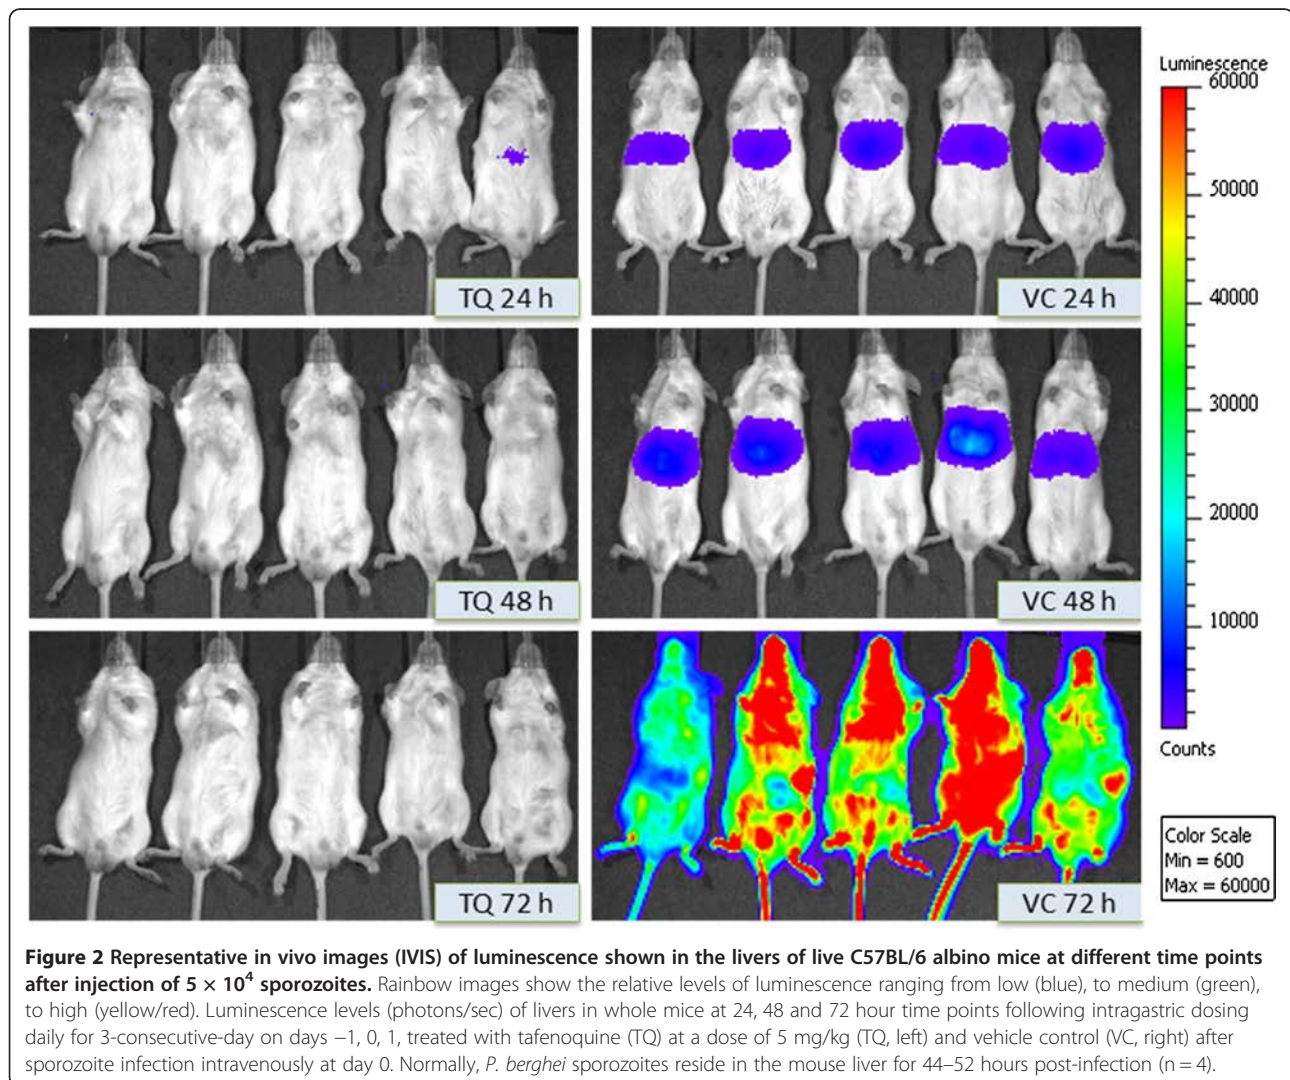 TQ 24 h
VC 24 h
TQ 48 h
VC 48 h
TQ 72 h
VC 72 h
Luminescence
60000
50000
40000
30000
20000
10000
Counts
Color Scale
Min = 600
Max = 60000
Figure 2 Representative in vivo images (IVIS) of luminescence shown in the livers of live C57BL/6 albino mice at different time points
after injection of 5 × 10⁴ sporozoites. Rainbow images show the relative levels of luminescence ranging from low (blue), to medium (green),
to high (yellow/red). Luminescence levels (photons/sec) of livers in whole mice at 24, 48 and 72 hour time points following intragastric dosing
daily for 3-consecutive-day on days −1, 0, 1, treated with tafenoquine (TQ) at a dose of 5 mg/kg (TQ, left) and vehicle control (VC, right) after
sporozoite infection intravenously at day 0. Normally, P. berghei sporozoites reside in the mouse liver for 44–52 hours post-infection (n = 4).